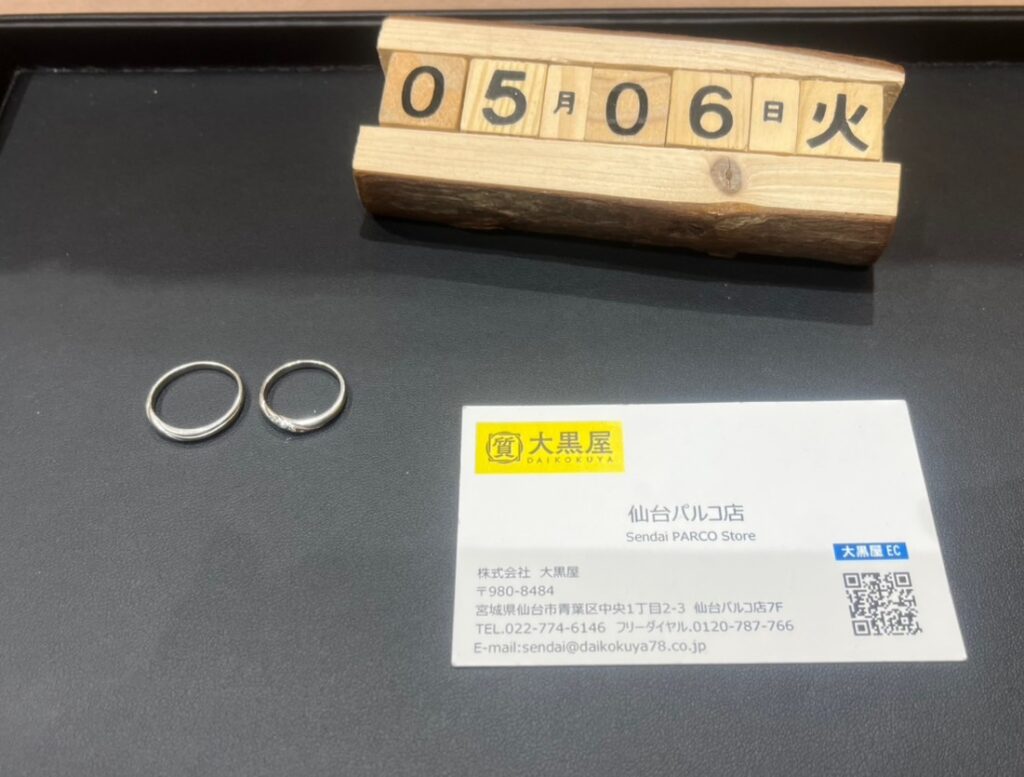 05月06日火
質 大黒屋
DAIKOKUYA
仙台パルコ店
Sendai PARCO Store
大黒屋 EC
株式会社 大黒屋
〒980-8484
宮城県仙台市青葉区中央1丁目2-3 仙台パルコ店7F
TEL.022-774-6146 フリーダイヤル.0120-787-766
E-mail:sendai@daikokuya78.co.jp